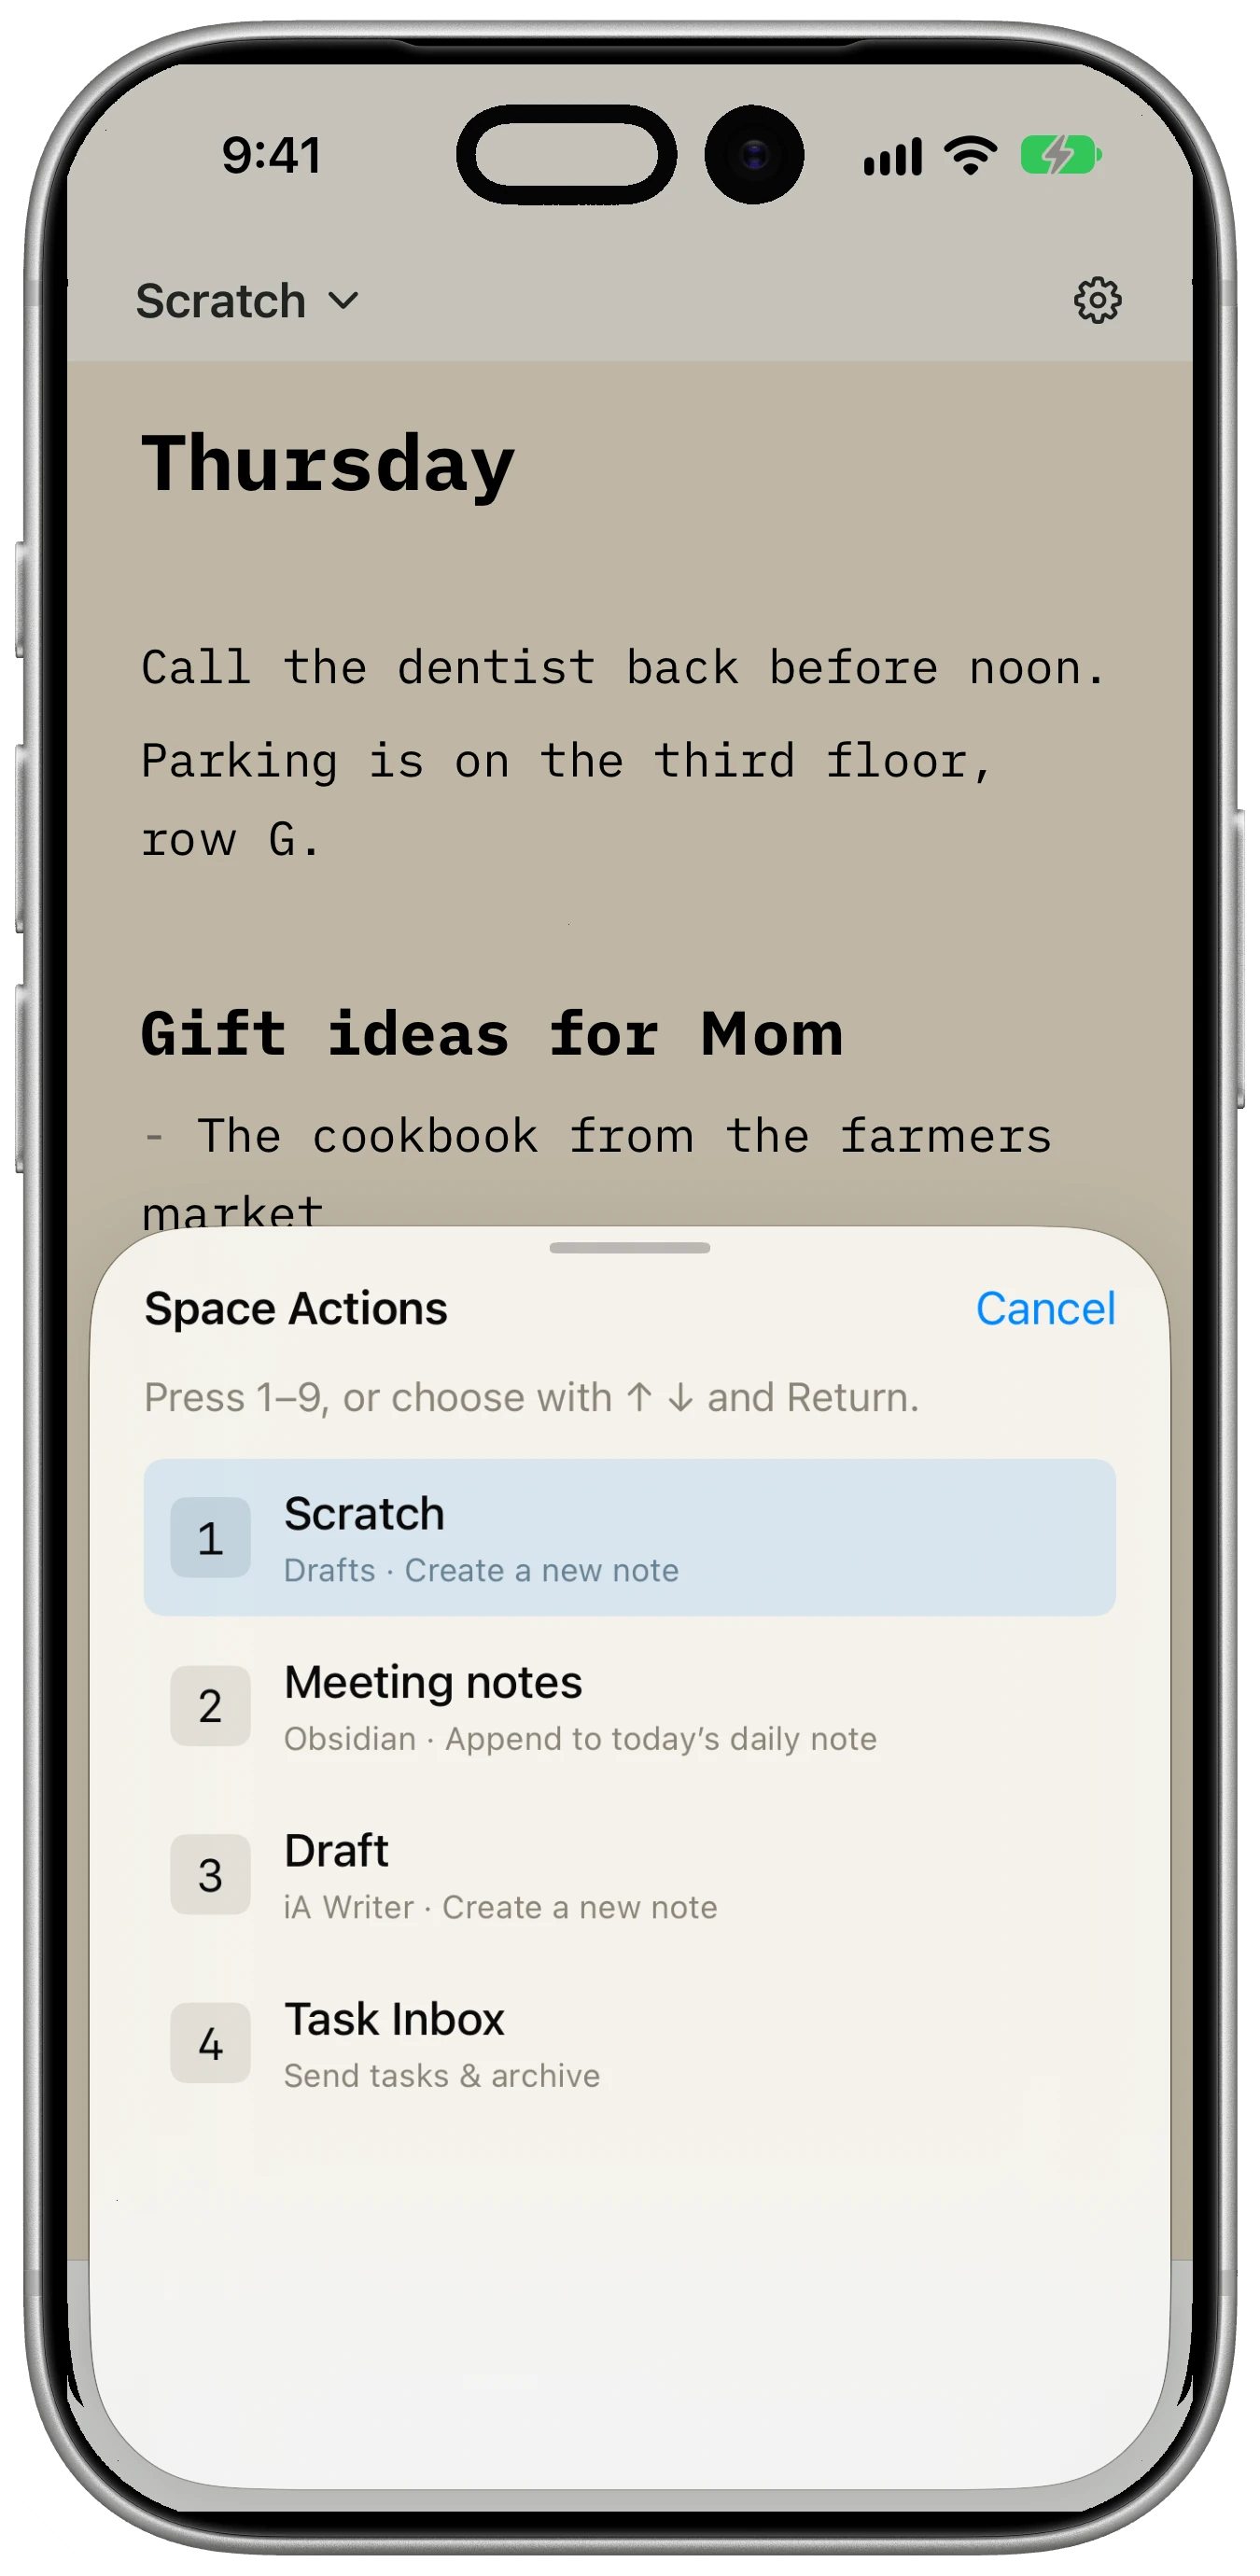 9:41
Scratch
Thursday
Call the dentist back before noon.
Parking is on the third floor,
row G.
Gift ideas for Mom
- The cookbook from the farmers
market
Space Actions
Cancel
Press 1–9, or choose with ↑ ↓ and Return.
1
Scratch
Drafts · Create a new note
2
Meeting notes
Obsidian · Append to today’s daily note
3
Draft
iA Writer · Create a new note
4
Task Inbox
Send tasks & archive